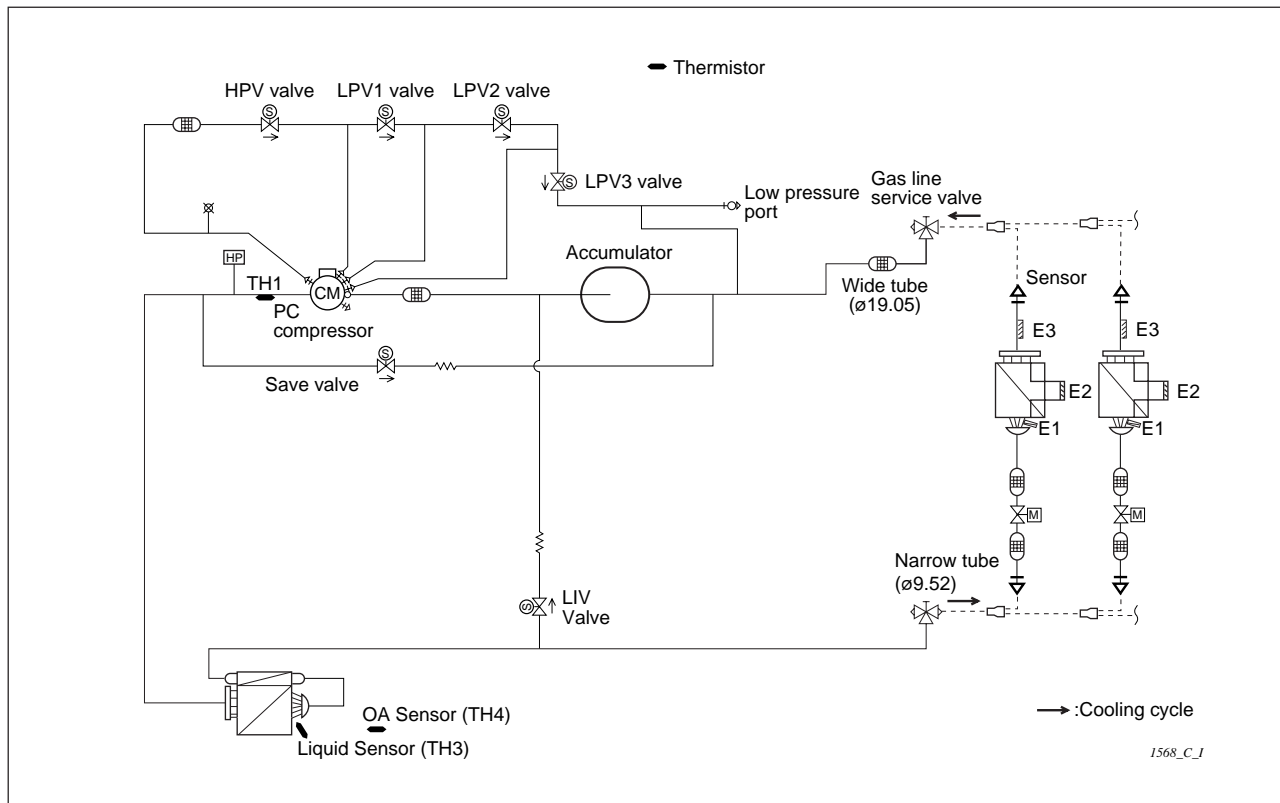 Thermistor
HPV valve
LPV1 valve
LPV2 valve
S
S
S
S
LPV3 valve
Low pressure
port
Gas line
service valve
HP
TH1
CM
PC
compressor
Accumulator
Wide tube
(ø19.05)
Sensor
E3
E3
S
Save valve
E2
E2
E1
E1
M
M
Narrow tube
(ø9.52)
S
LIV
Valve
OA Sensor (TH4)
Liquid Sensor (TH3)
:Cooling cycle
1568_C_I